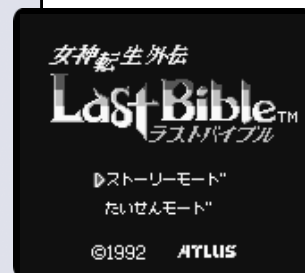 女神転生外伝
Last Bible™
ラストバイブル
ストーリーモード
たいせんモード
©1992 ATLUS